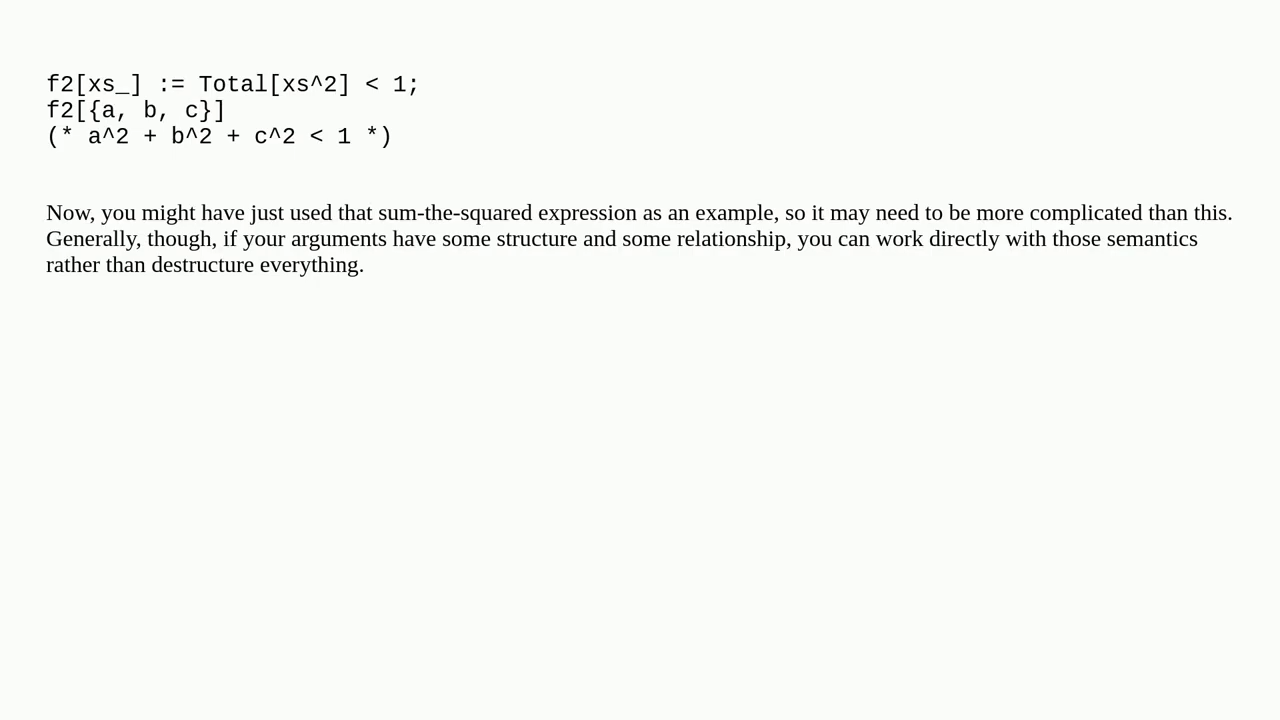 f2[xs_] := Total[xs^2] < 1;
f2[{a, b, c}]
(* a^2 + b^2 + c^2 < 1 *)
Now, you might have just used that sum-the-squared expression as an example, so it may need to be more complicated than this.
Generally, though, if your arguments have some structure and some relationship, you can work directly with those semantics
rather than destructure everything.